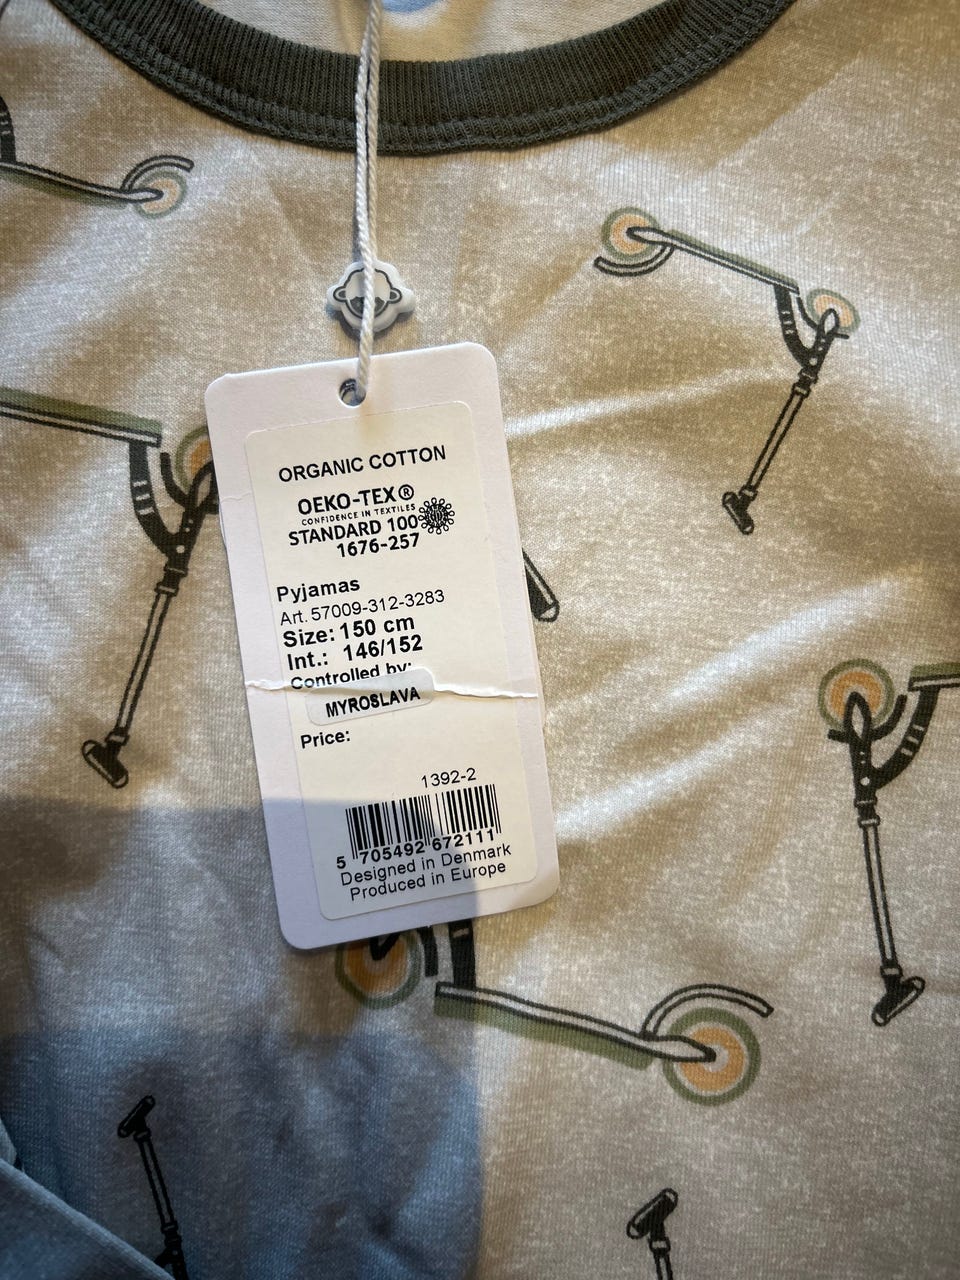 ORGANIC COTTON
OEKO-TEX®
CONFIDENCE IN TEXTILES
STANDARD 100
1676-257
Pyjamas
Art. 57009-312-3283
Size: 150 cm
Int.: 146/152
Controlled by:
MYROSLAVA
Price:
1392-2
5 705492 672111
Designed in Denmark
Produced in Europe